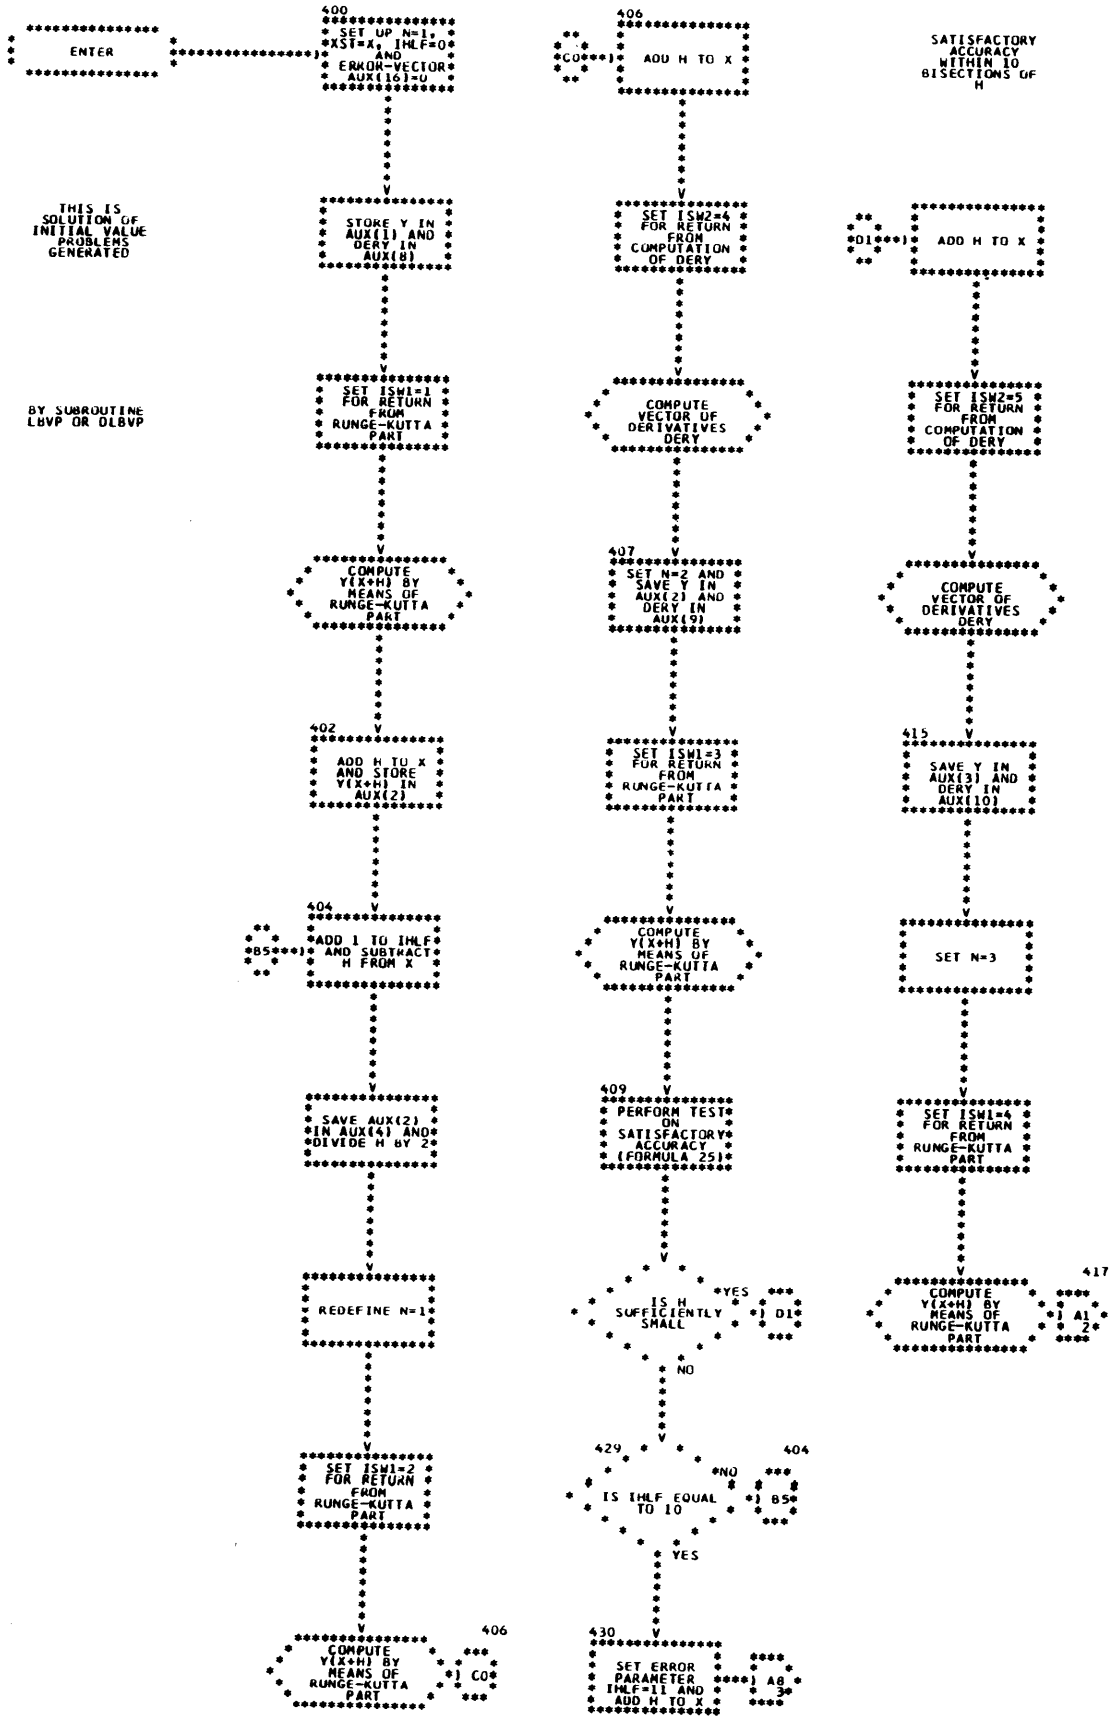 ENTER
THIS IS
SOLUTION OF
INITIAL VALUE
PROBLEMS
GENERATED
BY SUBROUTINE
LBVP OR DLBVP
400
SET UP N=1,
XST=X, IHLF=0
AND
ERROR-VECTOR
AUX(16)=0
STORE Y IN
AUX(1) AND
DERY IN
AUX(8)
SET ISW1=1
FOR RETURN
FROM
RUNGE-KUTTA
PART
COMPUTE
Y(X+H) BY
MEANS OF
RUNGE-KUTTA
PART
402
ADD H TO X
AND STORE
Y(X+H) IN
AUX(2)
404
B5
ADD 1 TO IHLF
AND SUBTRACT
H FROM X
SAVE AUX(2)
IN AUX(4) AND
DIVIDE H BY 2
REDEFINE N=1
SET ISW1=2
FOR RETURN
FROM
RUNGE-KUTTA
PART
COMPUTE
Y(X+H) BY
MEANS OF
RUNGE-KUTTA
PART
406
C0
406
C0
ADD H TO X
SET ISW2=4
FOR RETURN
FROM
COMPUTATION
OF DERY
COMPUTE
VECTOR OF
DERIVATIVES
DERY
407
SET N=2 AND
SAVE Y IN
AUX(2) AND
DERY IN
AUX(9)
SET ISW1=3
FOR RETURN
FROM
RUNGE-KUTTA
PART
COMPUTE
Y(X+H) BY
MEANS OF
RUNGE-KUTTA
PART
409
PERFORM TEST
ON
SATISFACTORY
ACCURACY
(FORMULA 25)
IS H
SUFFICIENTLY
SMALL
YES
D1
NO
429
IS IHLF EQUAL
TO 10
NO
404
B5
YES
430
SET ERROR
PARAMETER
IHLF=11 AND
ADD H TO X
A8
3
SATISFACTORY
ACCURACY
WITHIN 10
BISECTIONS OF
H
D1
ADD H TO X
SET ISW2=5
FOR RETURN
FROM
COMPUTATION
OF DERY
COMPUTE
VECTOR OF
DERIVATIVES
DERY
415
SAVE Y IN
AUX(3) AND
DERY IN
AUX(10)
SET N=3
SET ISW1=4
FOR RETURN
FROM
RUNGE-KUTTA
PART
COMPUTE
Y(X+H) BY
MEANS OF
RUNGE-KUTTA
PART
417
A1
2